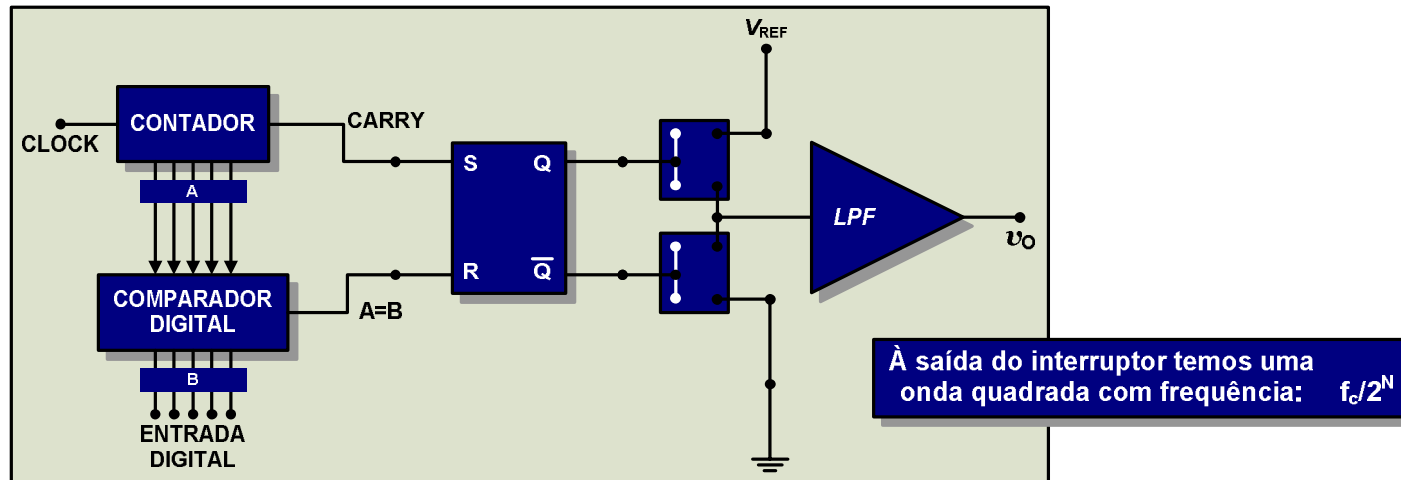 V_REF
CONTADOR
CARRY
CLOCK
A
S
Q
R
Q̅
LPF
v_O
COMPARADOR
DIGITAL
A=B
B
ENTRADA
DIGITAL
À saída do interruptor temos uma
onda quadrada com frequência: f_c/2^N